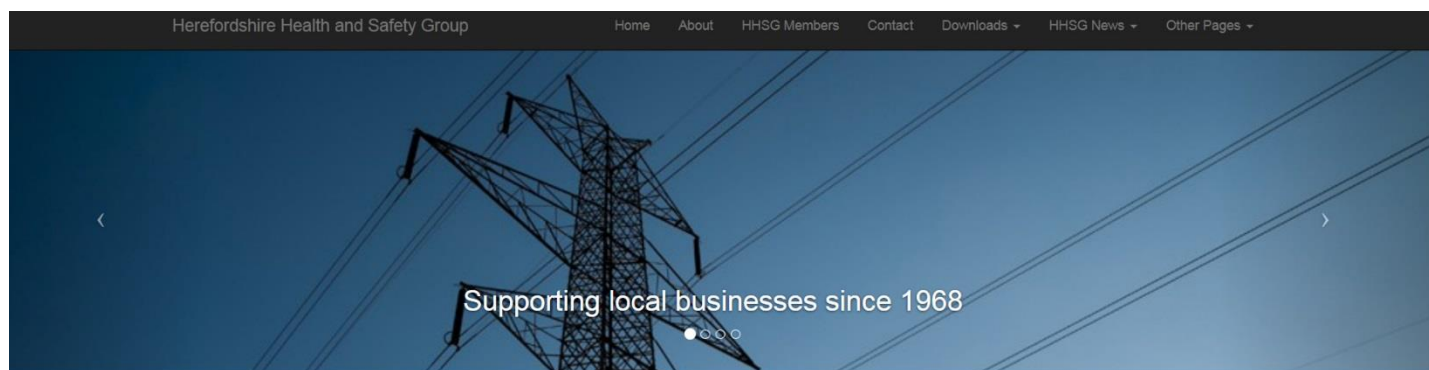 Herefordshire Health and Safety Group Home About HHSG Members Contact Downloads HHSG News Other Pages
Supporting local businesses since 1968